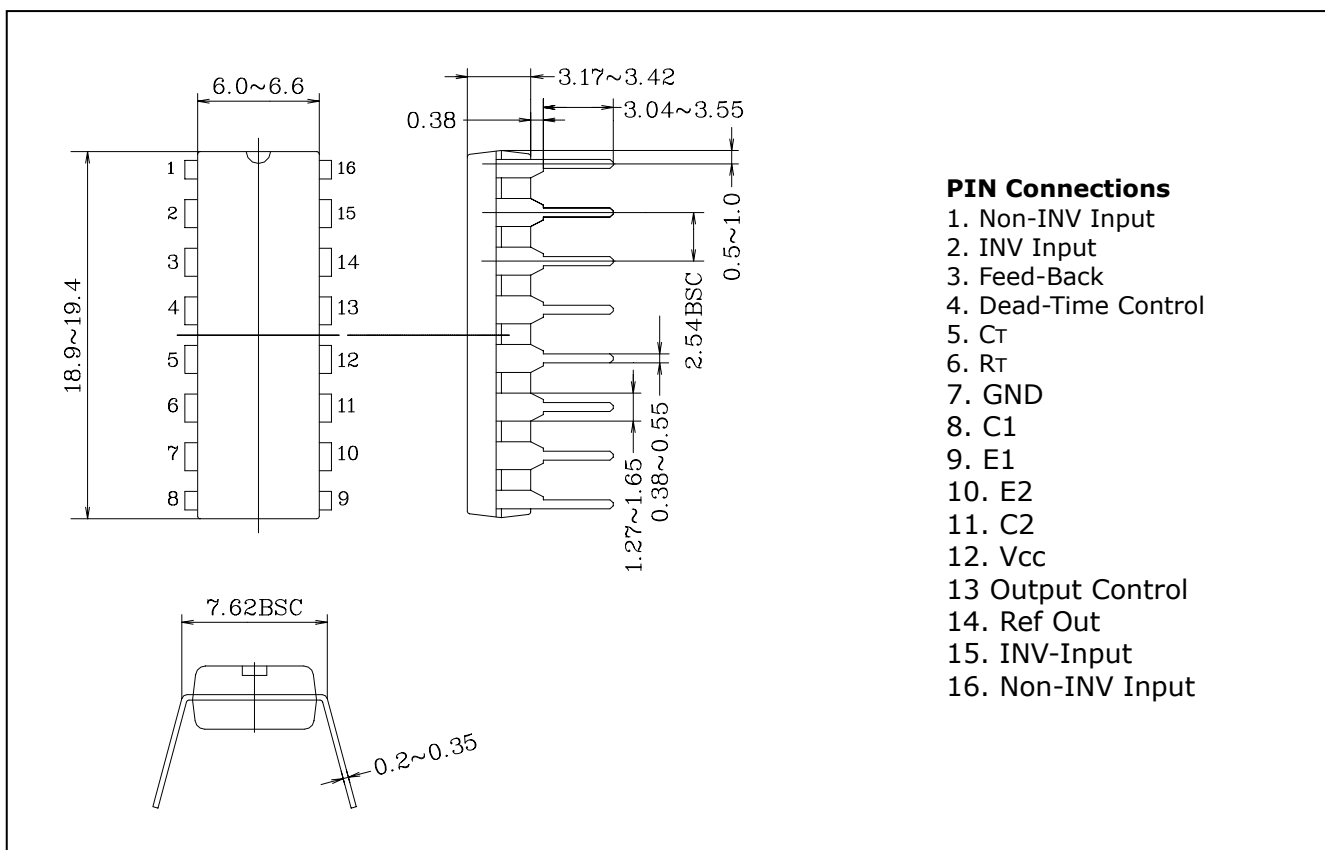 6.0~6.6
3.17~3.42
0.38
3.04~3.55
1
2
3
4
5
6
7
8
16
15
14
13
12
11
10
9
18.9~19.4
0.5~1.0
2.54BSC
0.38~0.55
1.27~1.65
7.62BSC
0.2~0.35
PIN Connections
1. Non-INV Input
2. INV Input
3. Feed-Back
4. Dead-Time Control
5. CT
6. RT
7. GND
8. C1
9. E1
10. E2
11. C2
12. Vcc
13 Output Control
14. Ref Out
15. INV-Input
16. Non-INV Input